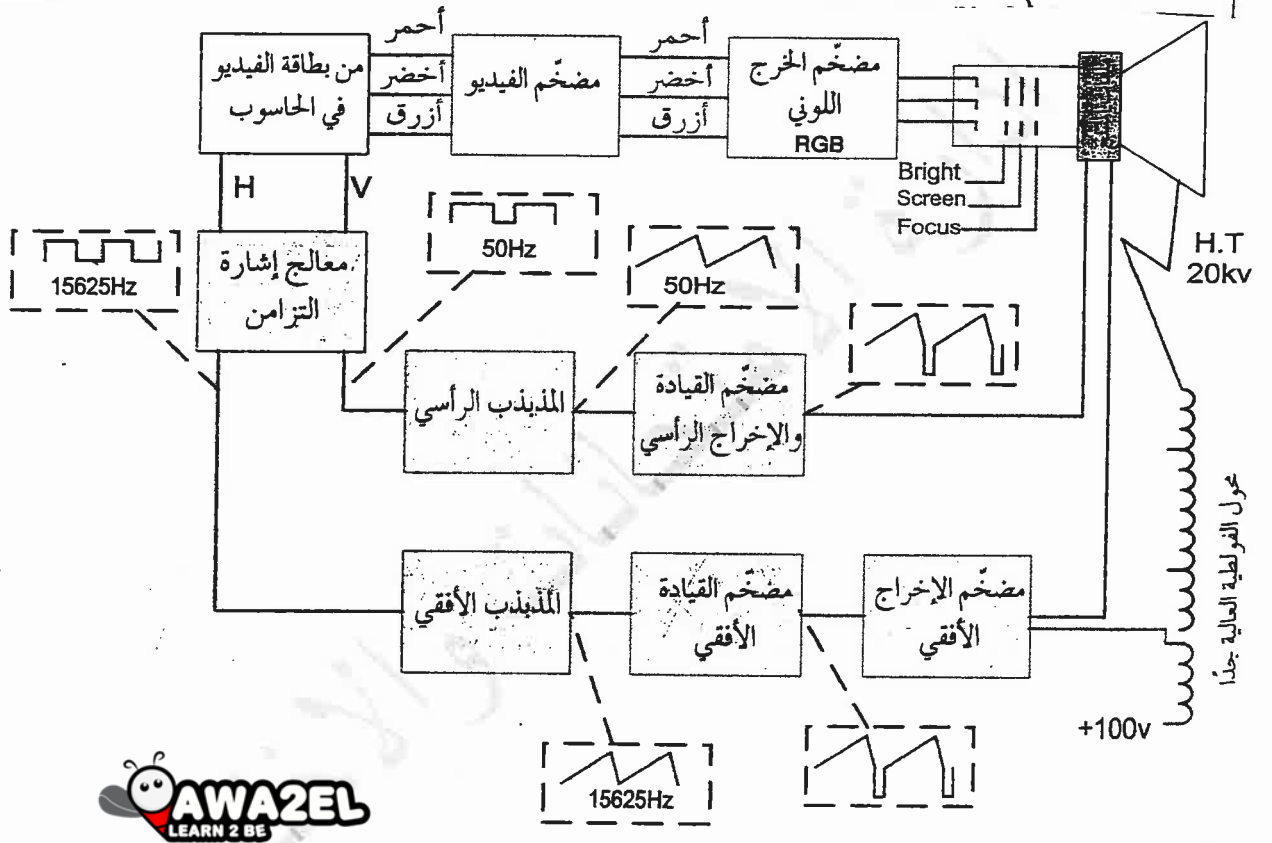 من بطاقة الفيديو
في الحاسوب
أحمر
أخضر
أزرق
مضخّم الفيديو
أحمر
أخضر
أزرق
مضخّم الخرج
اللوني
RGB
Bright
Screen
Focus
H.T
20kv
H
V
15625Hz
معالج إشارة
التزامن
50Hz
50Hz
المذبذب الرأسي
مضخّم القيادة
والإخراج الرأسي
المذبذب الأفقي
مضخّم القيادة
الأفقي
مضخّم الإخراج
الأفقي
محول الفولطية العالية جدًا
+100v
15625Hz
AWA2EL
LEARN 2 BE